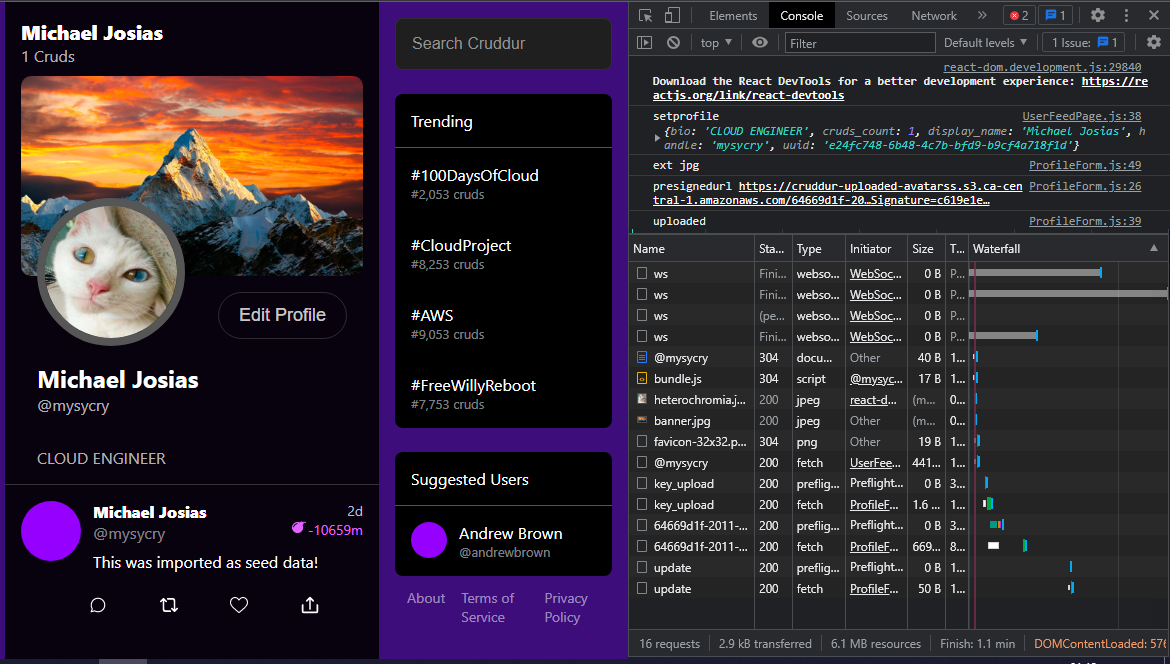 Michael Josias
1 Cruds
Edit Profile
Michael Josias
@mysycry
CLOUD ENGINEER
Michael Josias 2d
@mysycry -10659m
This was imported as seed data!
Search Cruddur
Trending
#100DaysOfCloud
#2,053 cruds
#CloudProject
#8,253 cruds
#AWS
#9,053 cruds
#FreeWillyReboot
#7,753 cruds
Suggested Users
Andrew Brown
@andrewbrown
About Terms of Service Privacy Policy
Elements Console Sources Network » 2 1
top ▼ Filter Default levels ▼ 1 Issue: 1
react-dom.development.js:29840
Download the React DevTools for a better development experience: https://re
actjs.org/link/react-devtools
setprofile UserFeedPage.js:38
{bio: 'CLOUD ENGINEER', cruds_count: 1, display_name: 'Michael Josias', h
andle: 'mysycry', uuid: 'e24fc748-6b48-4c7b-bfd9-b9cf4a718f1d'}
ext jpg ProfileForm.js:49
presignedurl https://cruddur-uploaded-avatarss.s3.ca-cen ProfileForm.js:26
tral-1.amazonaws.com/64669d1f-20…Signature=c619e1e…
uploaded ProfileForm.js:39
Name Sta... Type Initiator Size T... Waterfall
ws Fini... webso... WebSoc... 0 B P...
ws Fini... webso... WebSoc... 0 B P...
ws (pe... webso... WebSoc... 0 B P...
ws Fini... webso... WebSoc... 0 B P...
@mysycry 304 docu... Other 40 B 1...
bundle.js 304 script @mysyc... 17 B 1...
heterochromia.j... 200 jpeg react-d... (m... 0...
banner.jpg 200 jpeg Other (m... 0...
favicon-32x32.p... 304 png Other 19 B 1...
@mysycry 200 fetch UserFee... 441... 1...
key_upload 200 preflig... Preflight... 0 B 3...
key_upload 200 fetch ProfileF... 1.6 ... 1...
64669d1f-2011-... 200 preflig... Preflight... 0 B 3...
64669d1f-2011-... 200 fetch ProfileF... 669... 8...
update 200 preflig... Preflight... 0 B 1...
update 200 fetch ProfileF... 50 B 1...
16 requests 2.9 kB transferred 6.1 MB resources Finish: 1.1 min DOMContentLoaded: 576